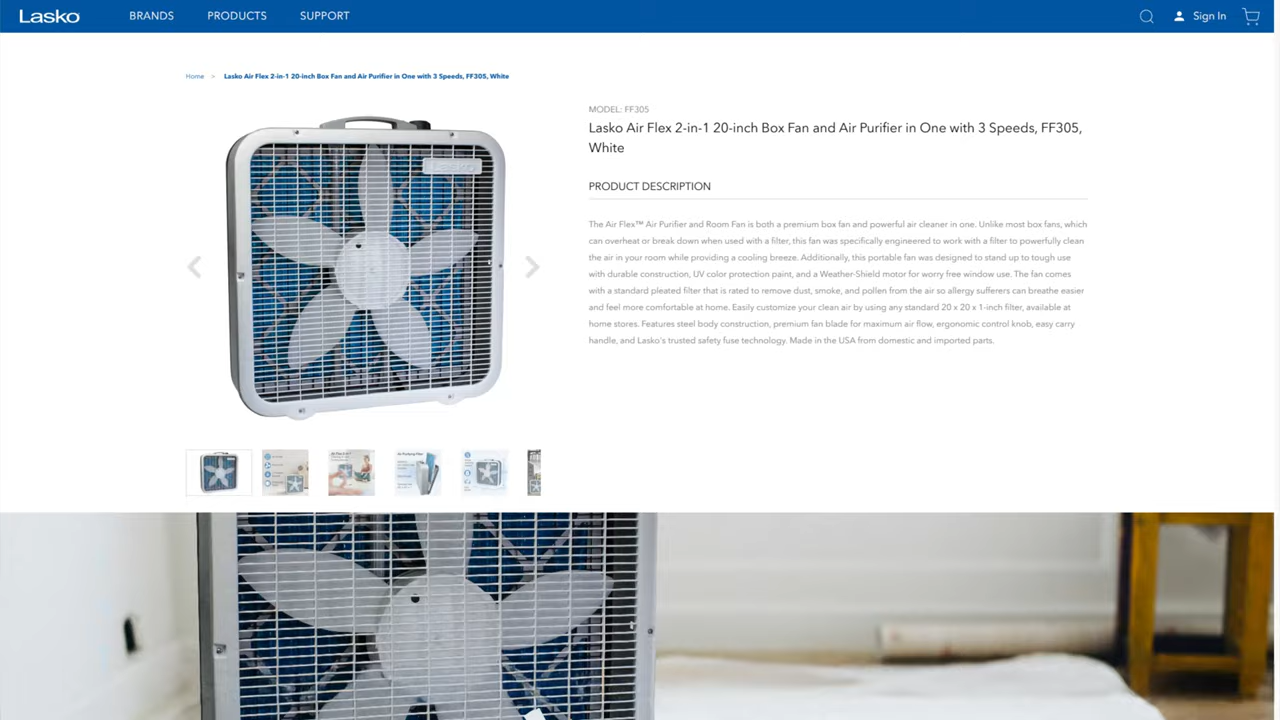 Lasko BRANDS PRODUCTS SUPPORT Sign In
Home > Lasko Air Flex 2-in-1 20-inch Box Fan and Air Purifier in One with 3 Speeds, FF305, White
MODEL: FF305
Lasko Air Flex 2-in-1 20-inch Box Fan and Air Purifier in One with 3 Speeds, FF305,
White
PRODUCT DESCRIPTION
The Air Flex™ Air Purifier and Room Fan is both a premium box fan and powerful air cleaner in one. Unlike most box fans, which
can overheat or break down when used with a filter, this fan was specifically engineered to work with a filter to powerfully clean
the air in your room while providing a cooling breeze. Additionally, this portable fan was designed to stand up to tough use
with durable construction, UV color protection paint, and a Weather-Shield motor for worry free window use. The fan comes
with a standard pleated filter that is rated to remove dust, smoke, and pollen from the air so allergy sufferers can breathe easier
and feel more comfortable at home. Easily customize your clean air by using any standard 20 x 20 x 1-inch filter, available at
home stores. Features steel body construction, premium fan blade for maximum air flow, ergonomic control knob, easy carry
handle, and Lasko's trusted safety fuse technology. Made in the USA from domestic and imported parts.
Lasko